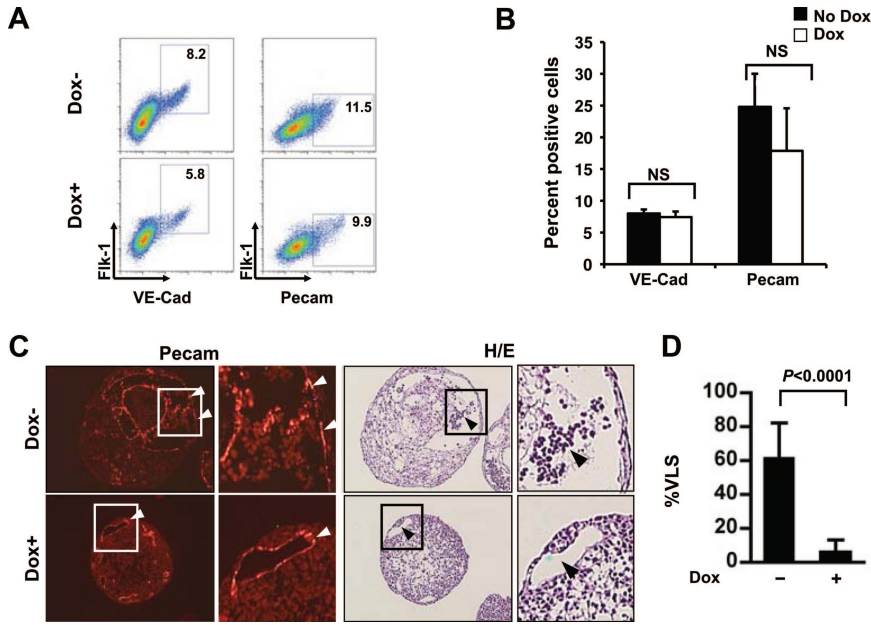 A
Dox-
8.2
11.5
Dox+
5.8
9.9
Flk-1
Flk-1
VE-Cad
Pecam
B
No Dox
Dox
Percent positive cells
35
30
25
20
15
10
5
0
NS
NS
VE-Cad
Pecam
C
Pecam
H/E
Dox-
Dox+
D
P<0.0001
%VLS
100
80
60
40
20
0
Dox – +